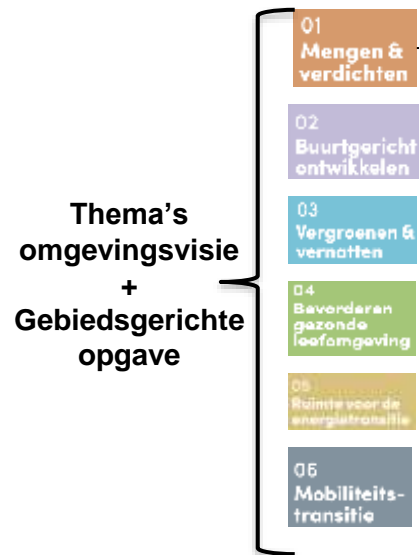 Thema's
omgevingsvisie
+
Gebiedsgerichte
opgave
01
Mengen &
verdichten
02
Buurtgericht
ontwikkelen
03
Vergroenen &
vernatten
04
Bevorderen
gezonde
leefomgeving
05
Ruimte voor de
energietransitie
06
Mobiliteits-
transitie